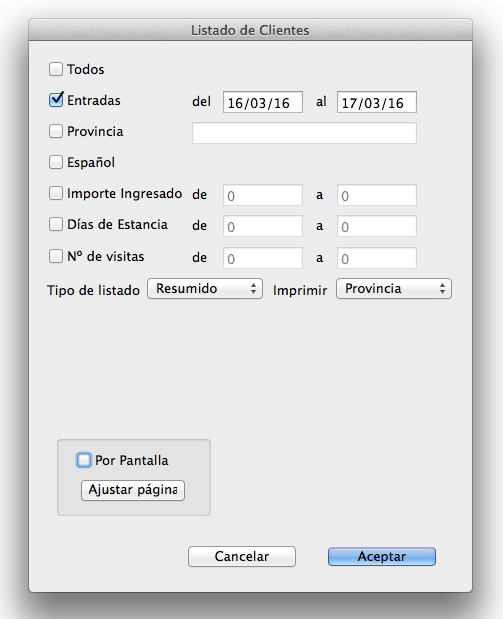 Listado de Clientes
Todos
Entradas del 16/03/16 al 17/03/16
Provincia
Español
Importe Ingresado de 0 a 0
Días de Estancia de 0 a 0
Nº de visitas de 0 a 0
Tipo de listado Resumido Imprimir Provincia
Por Pantalla
Ajustar página
Cancelar Aceptar